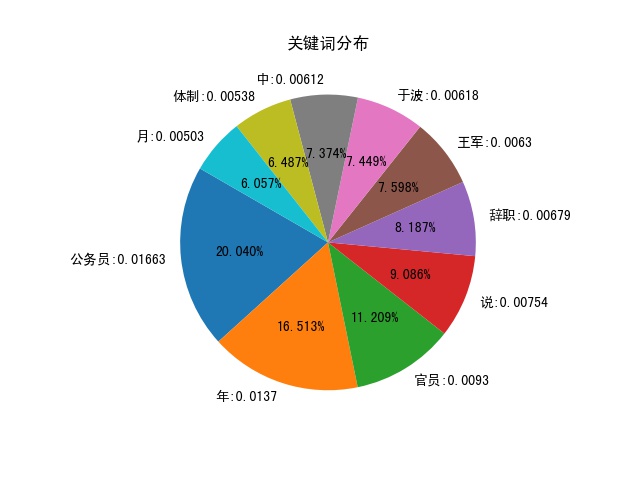 关键词分布
中:0.00612
体制:0.00538
于波:0.00618
月:0.00503
王军:0.0063
7.374%
6.487%
7.449%
6.057%
7.598%
辞职:0.00679
8.187%
公务员:0.01663
20.040%
9.086%
说:0.00754
11.209%
16.513%
官员:0.0093
年:0.0137